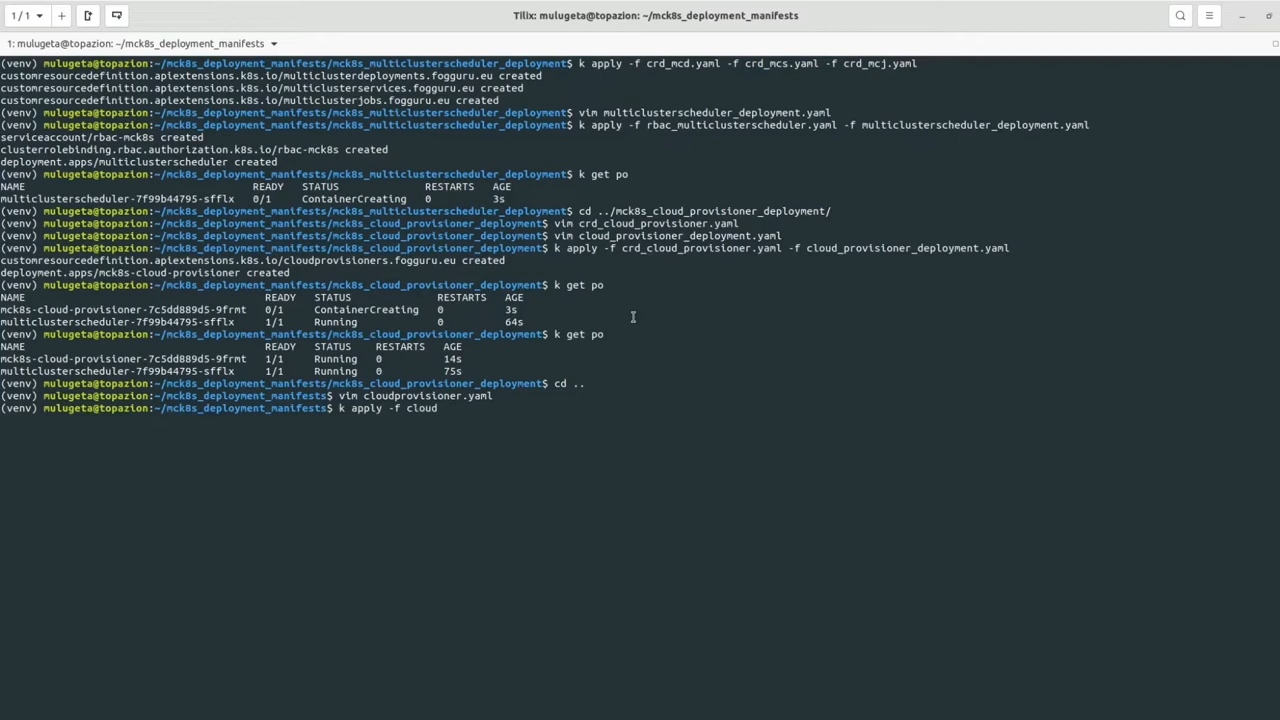 1 / 1
Tilix: mulugeta@topazion: ~/mck8s_deployment_manifests
1: mulugeta@topazion: ~/mck8s_deployment_manifests
(venv) mulugeta@topazion:~/mck8s_deployment_manifests/mck8s_multiclusterscheduler_deployment$ k apply -f crd_mcd.yaml -f crd_mcs.yaml -f crd_mcj.yaml
customresourcedefinition.apiextensions.k8s.io/multiclusterdeployments.fogguru.eu created
customresourcedefinition.apiextensions.k8s.io/multiclusterservices.fogguru.eu created
customresourcedefinition.apiextensions.k8s.io/multiclusterjobs.fogguru.eu created
(venv) mulugeta@topazion:~/mck8s_deployment_manifests/mck8s_multiclusterscheduler_deployment$ vim multiclusterscheduler_deployment.yaml
(venv) mulugeta@topazion:~/mck8s_deployment_manifests/mck8s_multiclusterscheduler_deployment$ k apply -f rbac_multiclusterscheduler.yaml -f multiclusterscheduler_deployment.yaml
serviceaccount/rbac-mck8s created
clusterrolebinding.rbac.authorization.k8s.io/rbac-mck8s created
deployment.apps/multiclusterscheduler created
(venv) mulugeta@topazion:~/mck8s_deployment_manifests/mck8s_multiclusterscheduler_deployment$ k get po
NAME READY STATUS RESTARTS AGE
multiclusterscheduler-7f99b44795-sfflx 0/1 ContainerCreating 0 3s
(venv) mulugeta@topazion:~/mck8s_deployment_manifests/mck8s_multiclusterscheduler_deployment$ cd ../mck8s_cloud_provisioner_deployment/
(venv) mulugeta@topazion:~/mck8s_deployment_manifests/mck8s_cloud_provisioner_deployment$ vim crd_cloud_provisioner.yaml
(venv) mulugeta@topazion:~/mck8s_deployment_manifests/mck8s_cloud_provisioner_deployment$ vim cloud_provisioner_deployment.yaml
(venv) mulugeta@topazion:~/mck8s_deployment_manifests/mck8s_cloud_provisioner_deployment$ k apply -f crd_cloud_provisioner.yaml -f cloud_provisioner_deployment.yaml
customresourcedefinition.apiextensions.k8s.io/cloudprovisioners.fogguru.eu created
deployment.apps/mck8s-cloud-provisioner created
(venv) mulugeta@topazion:~/mck8s_deployment_manifests/mck8s_cloud_provisioner_deployment$ k get po
NAME READY STATUS RESTARTS AGE
mck8s-cloud-provisioner-7c5dd889d5-9frmt 0/1 ContainerCreating 0 3s
multiclusterscheduler-7f99b44795-sfflx 1/1 Running 0 64s
(venv) mulugeta@topazion:~/mck8s_deployment_manifests/mck8s_cloud_provisioner_deployment$ k get po
NAME READY STATUS RESTARTS AGE
mck8s-cloud-provisioner-7c5dd889d5-9frmt 1/1 Running 0 14s
multiclusterscheduler-7f99b44795-sfflx 1/1 Running 0 75s
(venv) mulugeta@topazion:~/mck8s_deployment_manifests/mck8s_cloud_provisioner_deployment$ cd ..
(venv) mulugeta@topazion:~/mck8s_deployment_manifests$ vim cloudprovisioner.yaml
(venv) mulugeta@topazion:~/mck8s_deployment_manifests$ k apply -f cloud